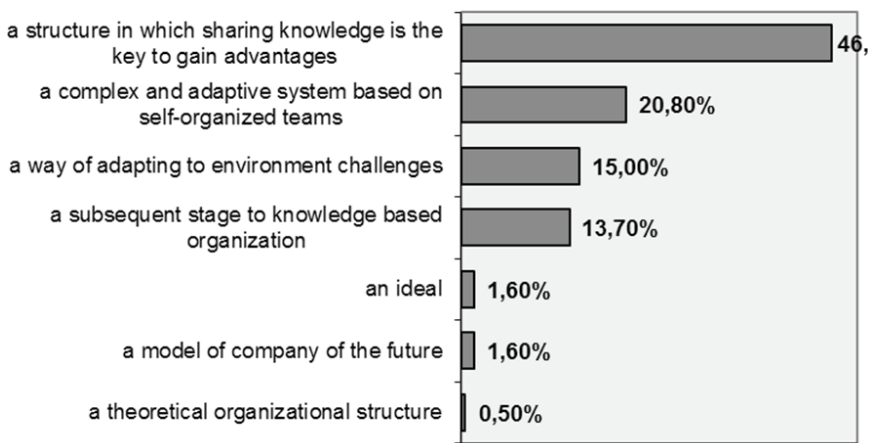 a structure in which sharing knowledge is the
key to gain advantages
46,
a complex and adaptive system based on
self-organized teams
20,80%
a way of adapting to environment challenges
15,00%
a subsequent stage to knowledge based
organization
13,70%
an ideal
1,60%
a model of company of the future
1,60%
a theoretical organizational structure
0,50%